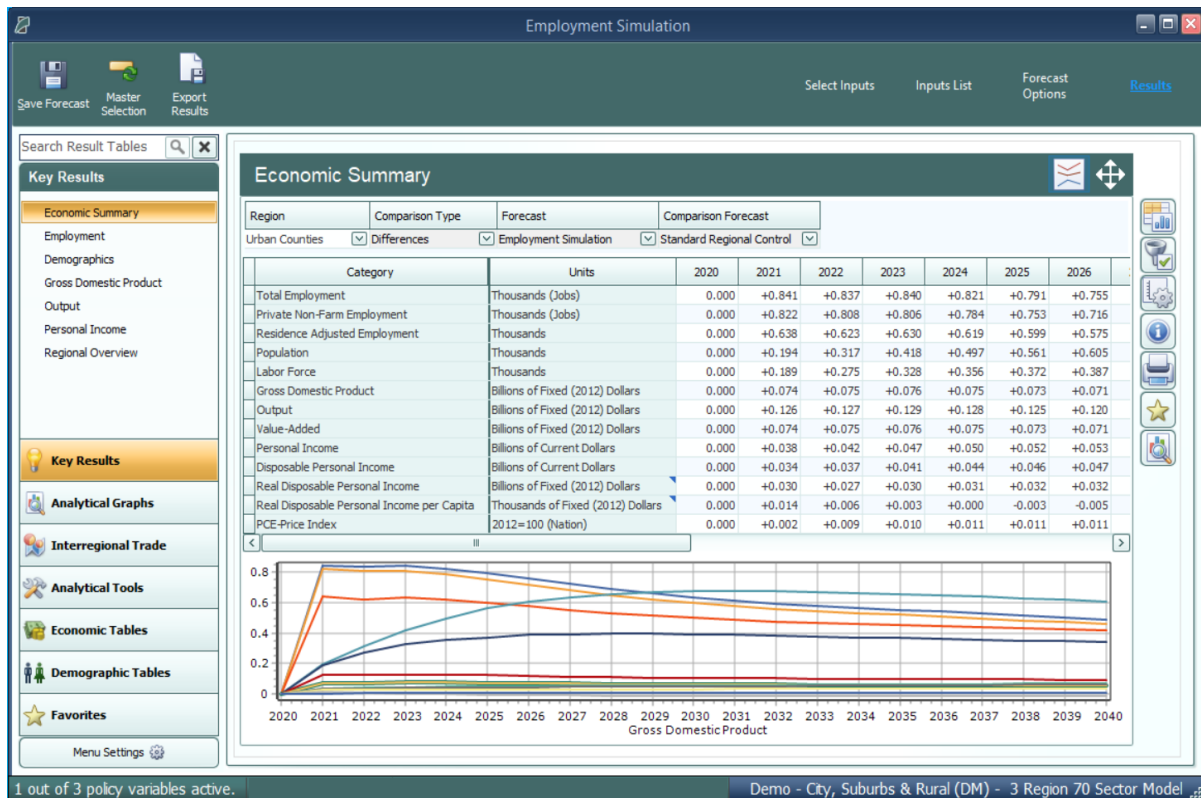 Employment Simulation
Save Forecast
Master Selection
Export Results
Select Inputs
Inputs List
Forecast Options
Results
Search Result Tables
Key Results
Economic Summary
Employment
Demographics
Gross Domestic Product
Output
Personal Income
Regional Overview
Key Results
Analytical Graphs
Interregional Trade
Analytical Tools
Economic Tables
Demographic Tables
Favorites
Menu Settings
Economic Summary
Region Comparison Type Forecast Comparison Forecast
Urban Counties Differences Employment Simulation Standard Regional Control
Category Units 2020 2021 2022 2023 2024 2025 2026
Total Employment Thousands (Jobs) 0.000 +0.841 +0.837 +0.840 +0.821 +0.791 +0.755
Private Non-Farm Employment Thousands (Jobs) 0.000 +0.822 +0.808 +0.806 +0.784 +0.753 +0.716
Residence Adjusted Employment Thousands 0.000 +0.638 +0.623 +0.630 +0.619 +0.599 +0.575
Population Thousands 0.000 +0.194 +0.317 +0.418 +0.497 +0.561 +0.605
Labor Force Thousands 0.000 +0.189 +0.275 +0.328 +0.356 +0.372 +0.387
Gross Domestic Product Billions of Fixed (2012) Dollars 0.000 +0.074 +0.075 +0.076 +0.075 +0.073 +0.071
Output Billions of Fixed (2012) Dollars 0.000 +0.126 +0.127 +0.129 +0.128 +0.125 +0.120
Value-Added Billions of Fixed (2012) Dollars 0.000 +0.074 +0.075 +0.076 +0.075 +0.073 +0.071
Personal Income Billions of Current Dollars 0.000 +0.038 +0.042 +0.047 +0.050 +0.052 +0.053
Disposable Personal Income Billions of Current Dollars 0.000 +0.034 +0.037 +0.041 +0.044 +0.046 +0.047
Real Disposable Personal Income Billions of Fixed (2012) Dollars 0.000 +0.030 +0.027 +0.030 +0.031 +0.032 +0.032
Real Disposable Personal Income per Capita Thousands of Fixed (2012) Dollars 0.000 +0.014 +0.006 +0.003 +0.000 -0.003 -0.005
PCE-Price Index 2012=100 (Nation) 0.000 +0.002 +0.009 +0.010 +0.011 +0.011 +0.011
0.8
0.6
0.4
0.2
0
2020 2021 2022 2023 2024 2025 2026 2027 2028 2029 2030 2031 2032 2033 2034 2035 2036 2037 2038 2039 2040
Gross Domestic Product
1 out of 3 policy variables active.
Demo - City, Suburbs & Rural (DM) - 3 Region 70 Sector Model